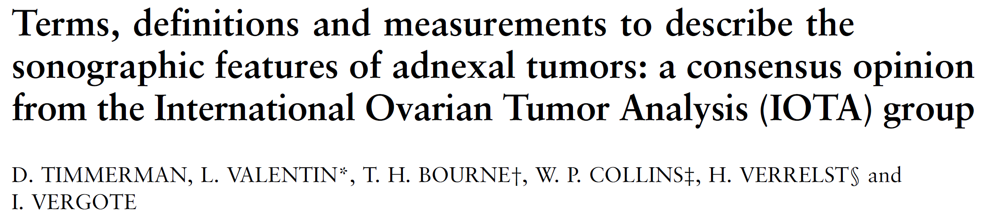 Terms, definitions and measurements to describe the
sonographic features of adnexal tumors: a consensus opinion
from the International Ovarian Tumor Analysis (IOTA) group
D. TIMMERMAN, L. VALENTIN*, T. H. BOURNE†, W. P. COLLINS‡, H. VERRELST§ and
I. VERGOTE